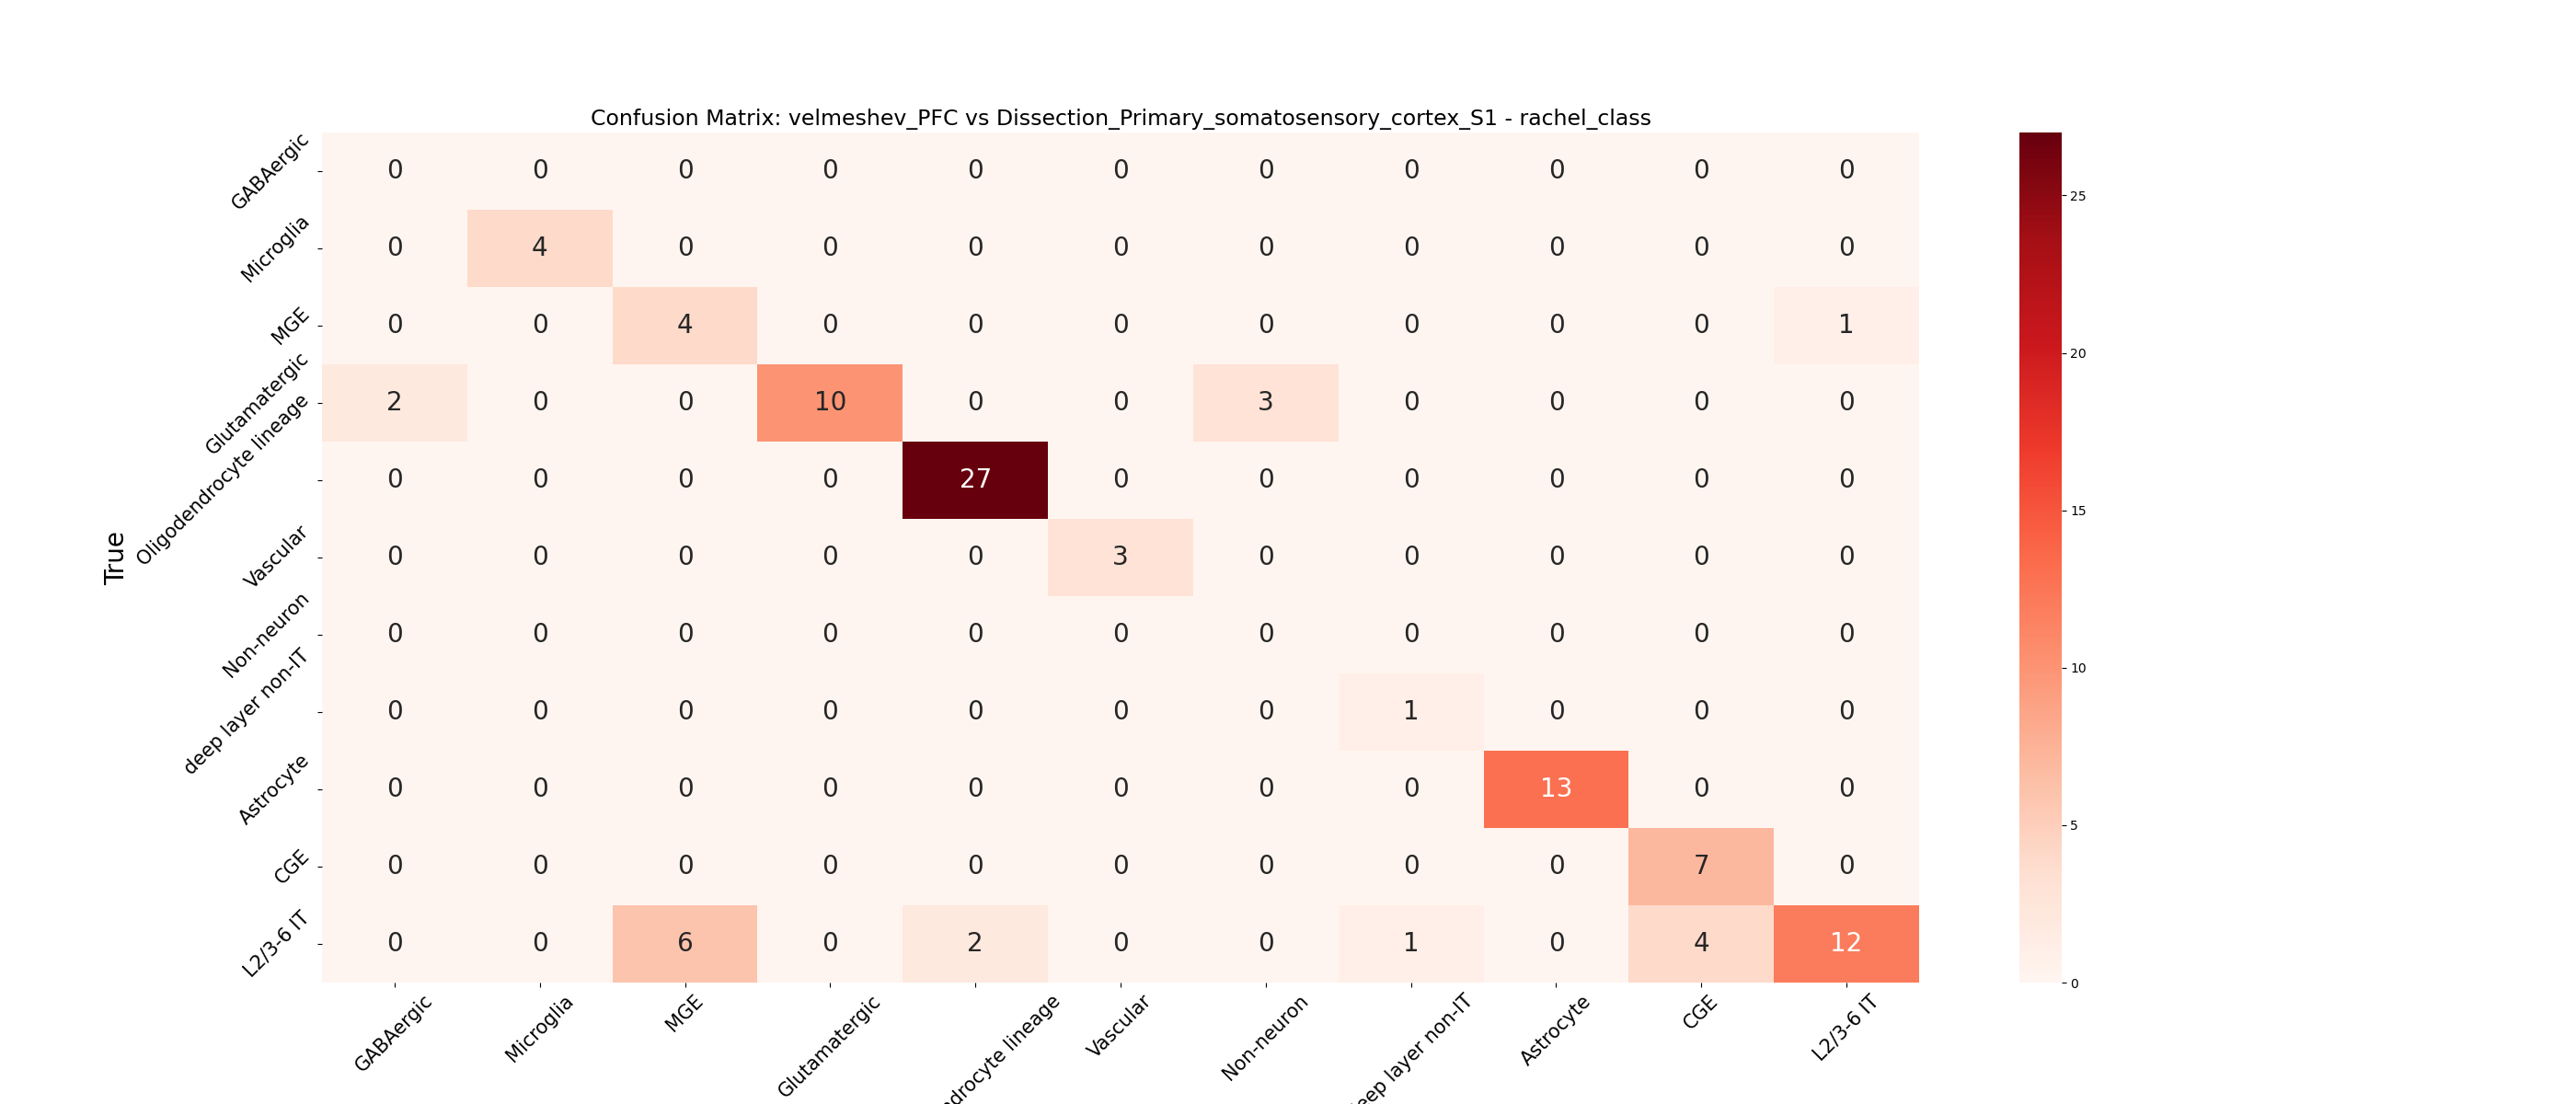 Confusion Matrix: velmeshev_PFC vs Dissection_Primary_somatosensory_cortex_S1 - rachel_class
True
GABAergic 0 0 0 0 0 0 0 0 0 0 0
Microglia 0 4 0 0 0 0 0 0 0 0 0
MGE 0 0 4 0 0 0 0 0 0 0 1
Glutamatergic 2 0 0 10 0 0 3 0 0 0 0
Oligodendrocyte lineage 0 0 0 0 27 0 0 0 0 0 0
Vascular 0 0 0 0 0 3 0 0 0 0 0
Non-neuron 0 0 0 0 0 0 0 0 0 0 0
deep layer non-IT 0 0 0 0 0 0 0 1 0 0 0
Astrocyte 0 0 0 0 0 0 0 0 13 0 0
CGE 0 0 0 0 0 0 0 0 0 7 0
L2/3-6 IT 0 0 6 0 2 0 0 1 0 4 12
GABAergic Microglia MGE Glutamatergic lineage Vascular Non-neuron layer non-IT Astrocyte CGE L2/3-6 IT
25
20
15
10
5
0